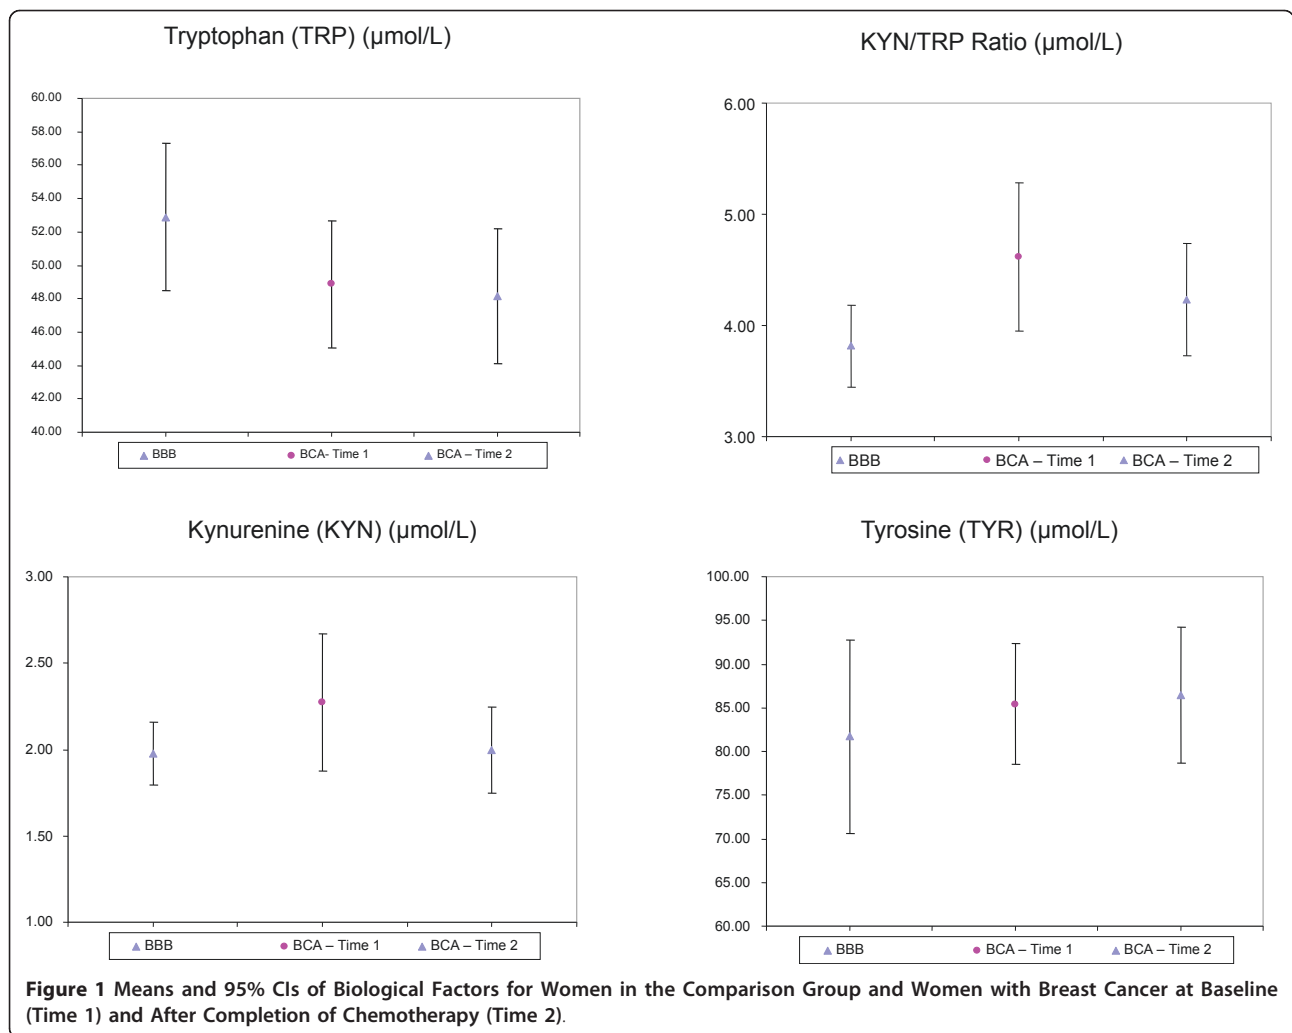 Tryptophan (TRP) (µmol/L)
60.00
58.00
56.00
54.00
52.00
50.00
48.00
46.00
44.00
42.00
40.00
BBB BCA- Time 1 BCA – Time 2
KYN/TRP Ratio (µmol/L)
6.00
5.00
4.00
3.00
BBB BCA – Time 1 BCA – Time 2
Kynurenine (KYN) (µmol/L)
3.00
2.50
2.00
1.50
1.00
BBB BCA – Time 1 BCA – Time 2
Tyrosine (TYR) (µmol/L)
100.00
95.00
90.00
85.00
80.00
75.00
70.00
65.00
60.00
BBB BCA – Time 1 BCA – Time 2
Figure 1 Means and 95% CIs of Biological Factors for Women in the Comparison Group and Women with Breast Cancer at Baseline
(Time 1) and After Completion of Chemotherapy (Time 2).